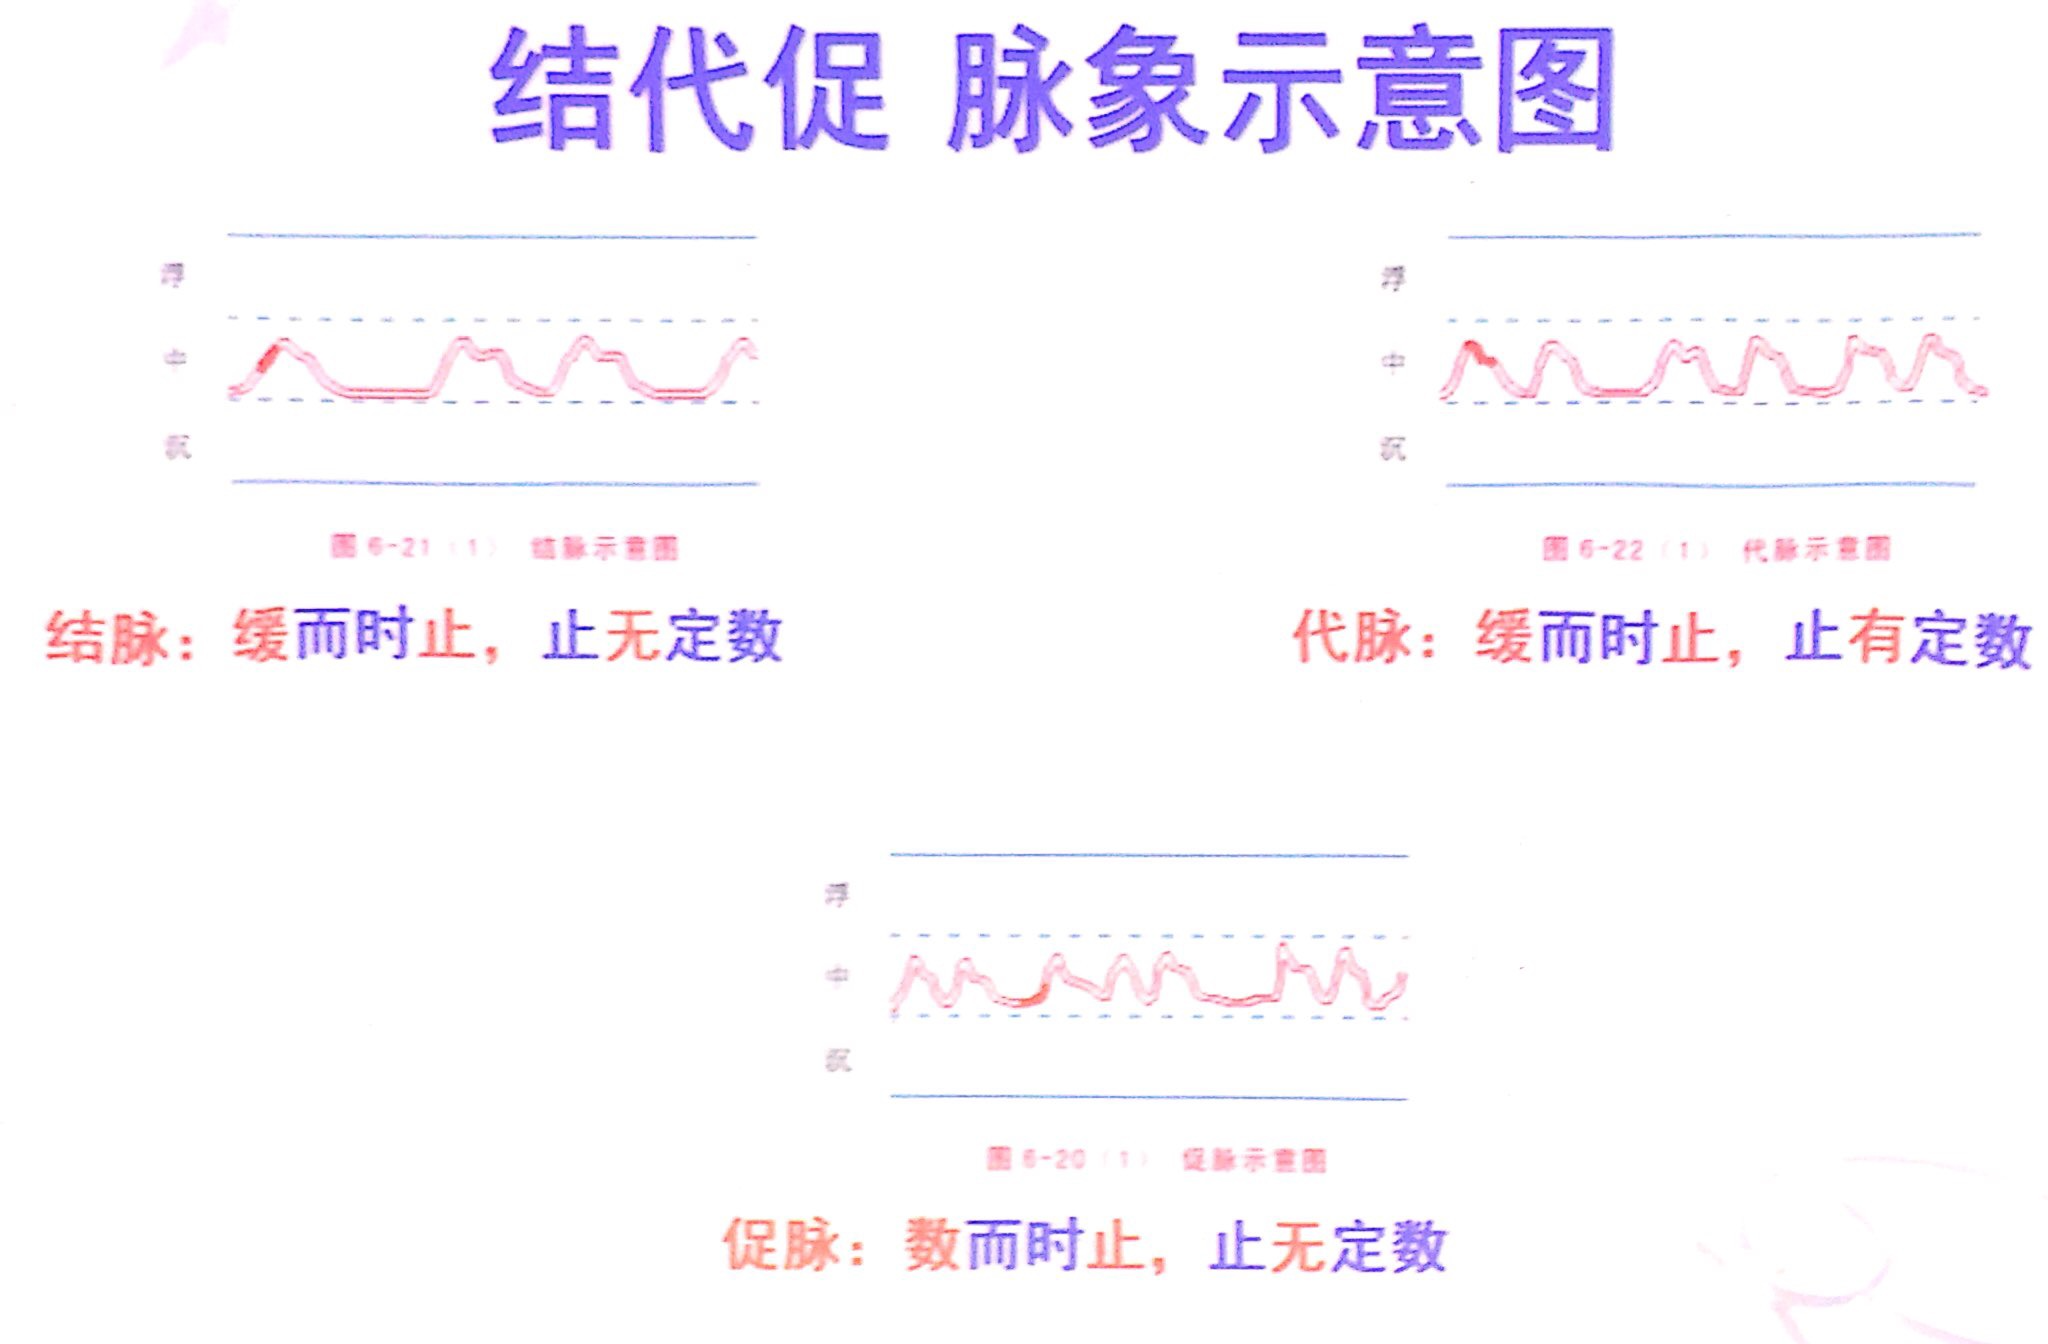 结代促 脉象示意图
浮
中
沉
图6-21（1） 结脉示意图
结脉：缓而时止，止无定数
浮
中
沉
图6-22（1） 代脉示意图
代脉：缓而时止，止有定数
浮
中
沉
图6-20（1） 促脉示意图
促脉：数而时止，止无定数